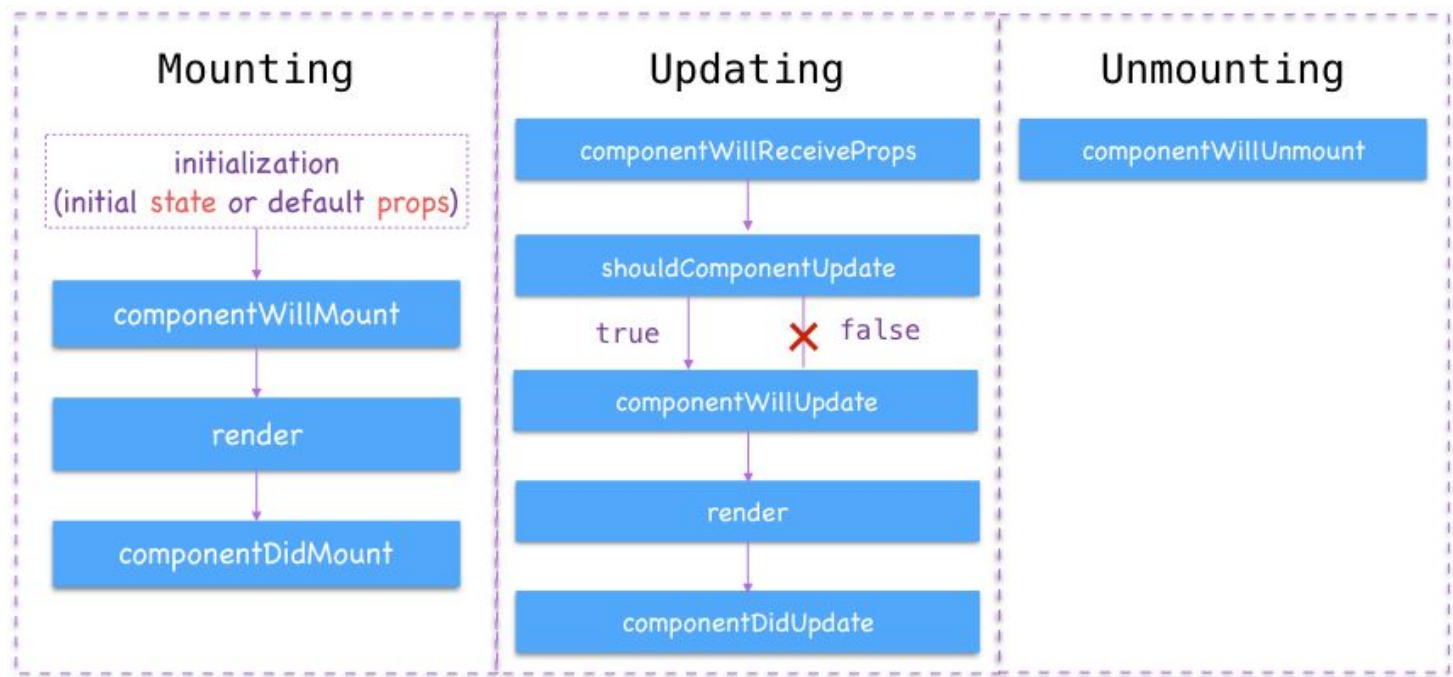 Mounting
initialization
(initial state or default props)
componentWillMount
render
componentDidMount
Updating
componentWillReceiveProps
shouldComponentUpdate
true
false
componentWillUpdate
render
componentDidUpdate
Unmounting
componentWillUnmount